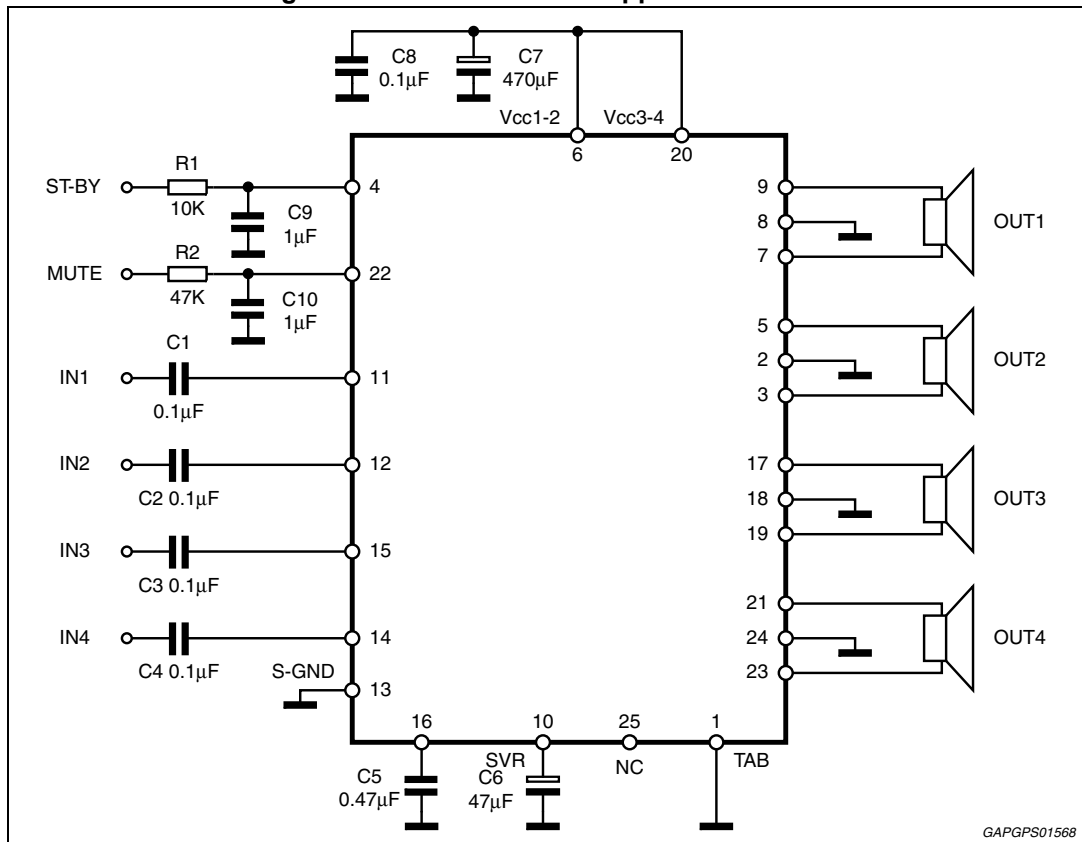 C8
0.1µF
C7
470µF
Vcc1-2
Vcc3-4
6
20
ST-BY
R1
10K
4
C9
1µF
MUTE
R2
47K
22
C10
1µF
IN1
C1
0.1µF
11
IN2
C2 0.1µF
12
IN3
C3 0.1µF
15
IN4
C4 0.1µF
14
S-GND
13
9
8
7
OUT1
5
2
3
OUT2
17
18
19
OUT3
21
24
23
OUT4
16
10
25
1
SVR
NC
TAB
C5
0.47µF
C6
47µF
GAPGPS01568